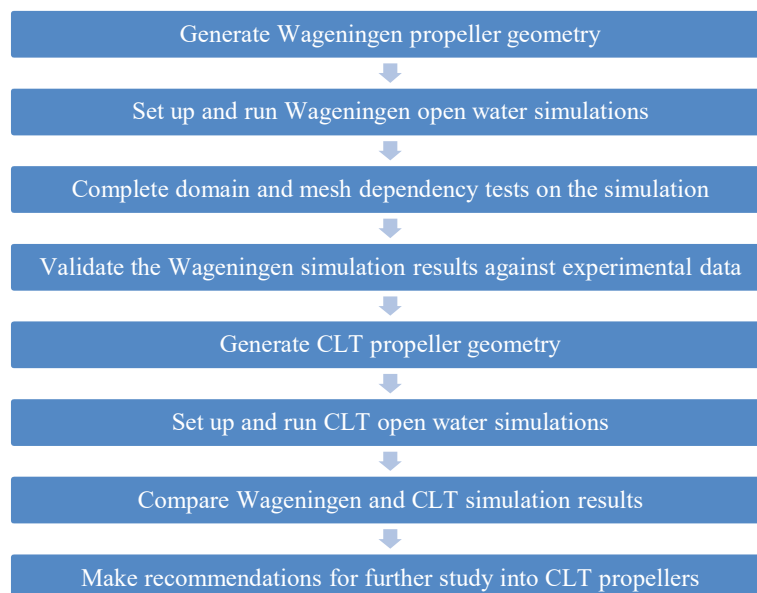 Generate Wageningen propeller geometry
Set up and run Wageningen open water simulations
Complete domain and mesh dependency tests on the simulation
Validate the Wageningen simulation results against experimental data
Generate CLT propeller geometry
Set up and run CLT open water simulations
Compare Wageningen and CLT simulation results
Make recommendations for further study into CLT propellers